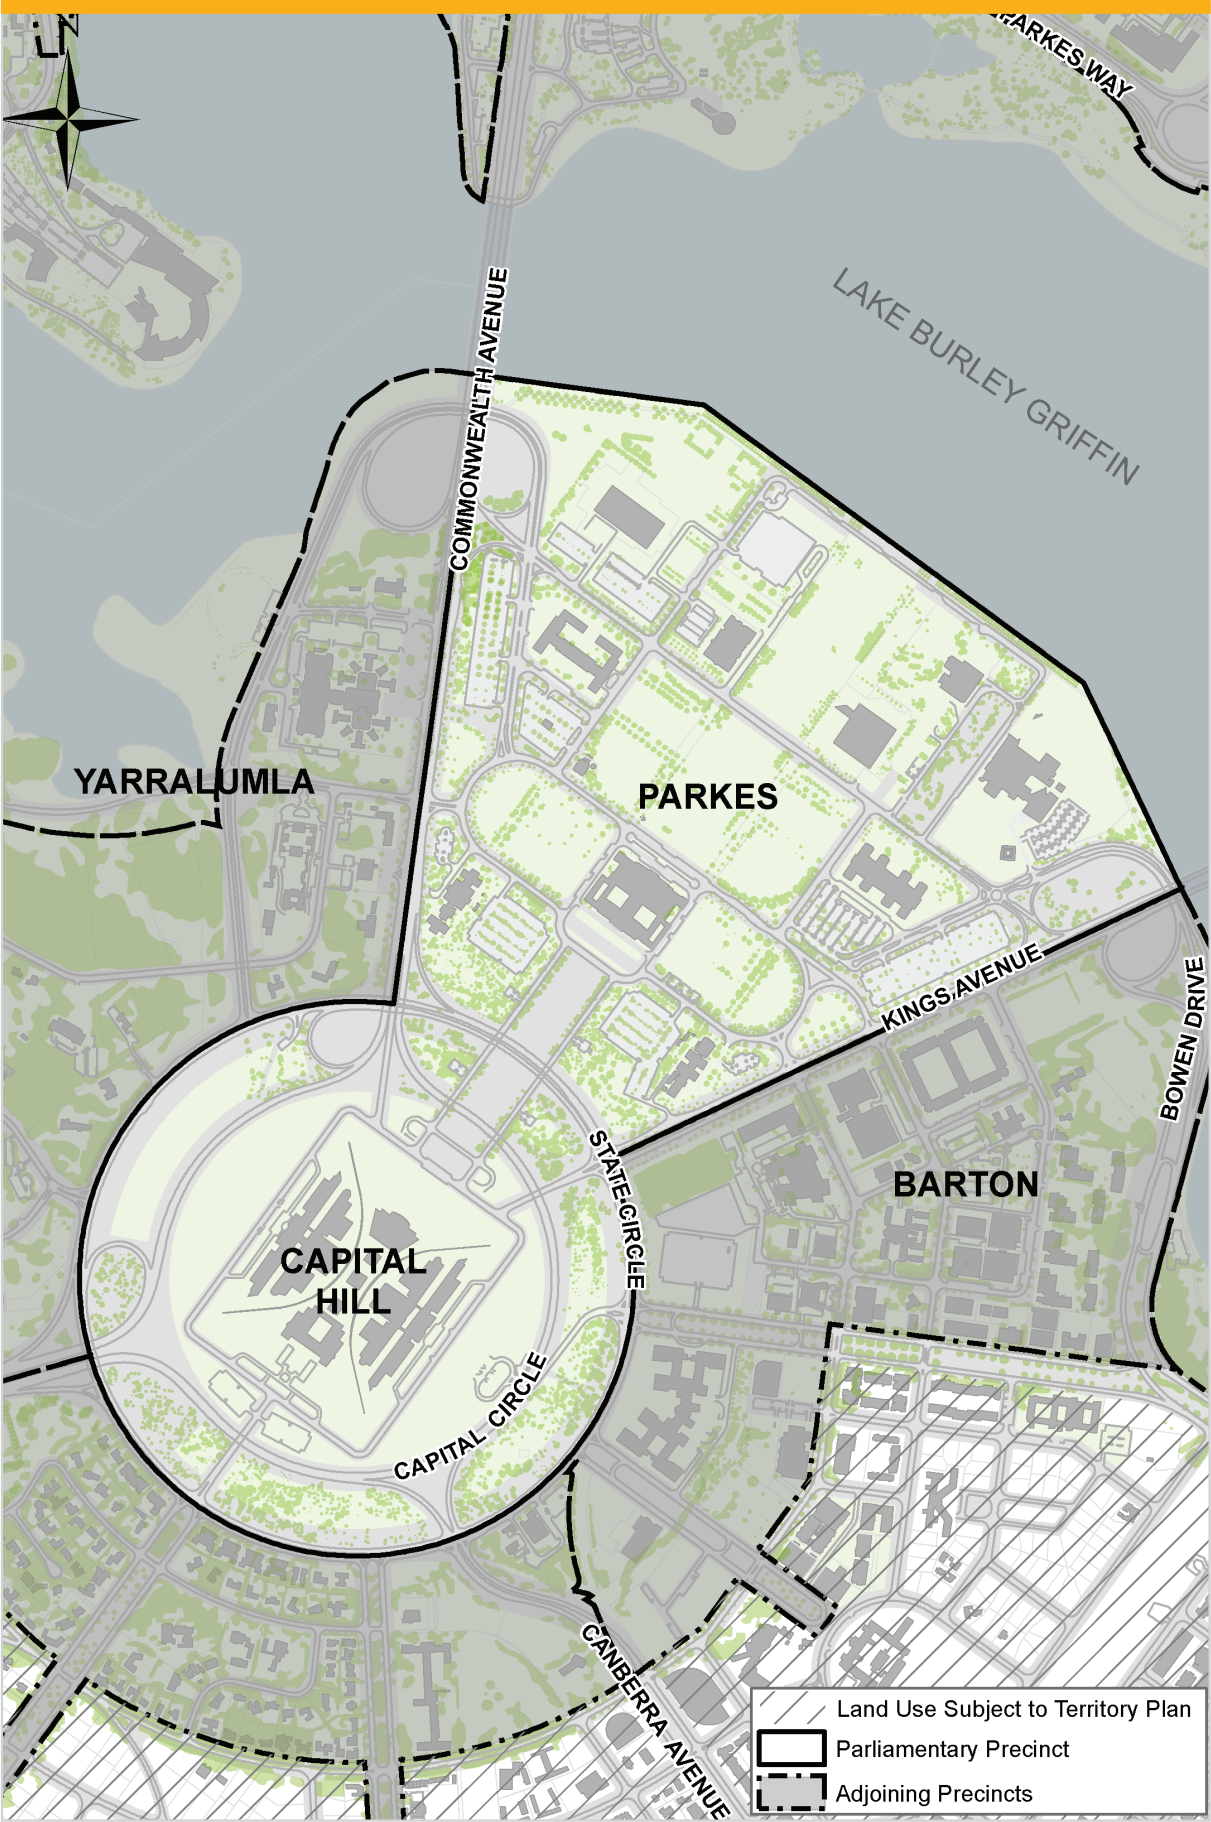 N
PARKES WAY
LAKE BURLEY GRIFFIN
COMMONWEALTH AVENUE
YARRALUMLA
PARKES
KINGS AVENUE
BOWEN DRIVE
STATE CIRCLE
BARTON
CAPITAL
HILL
CAPITAL CIRCLE
CANBERRA AVENUE
Land Use Subject to Territory Plan
Parliamentary Precinct
Adjoining Precincts